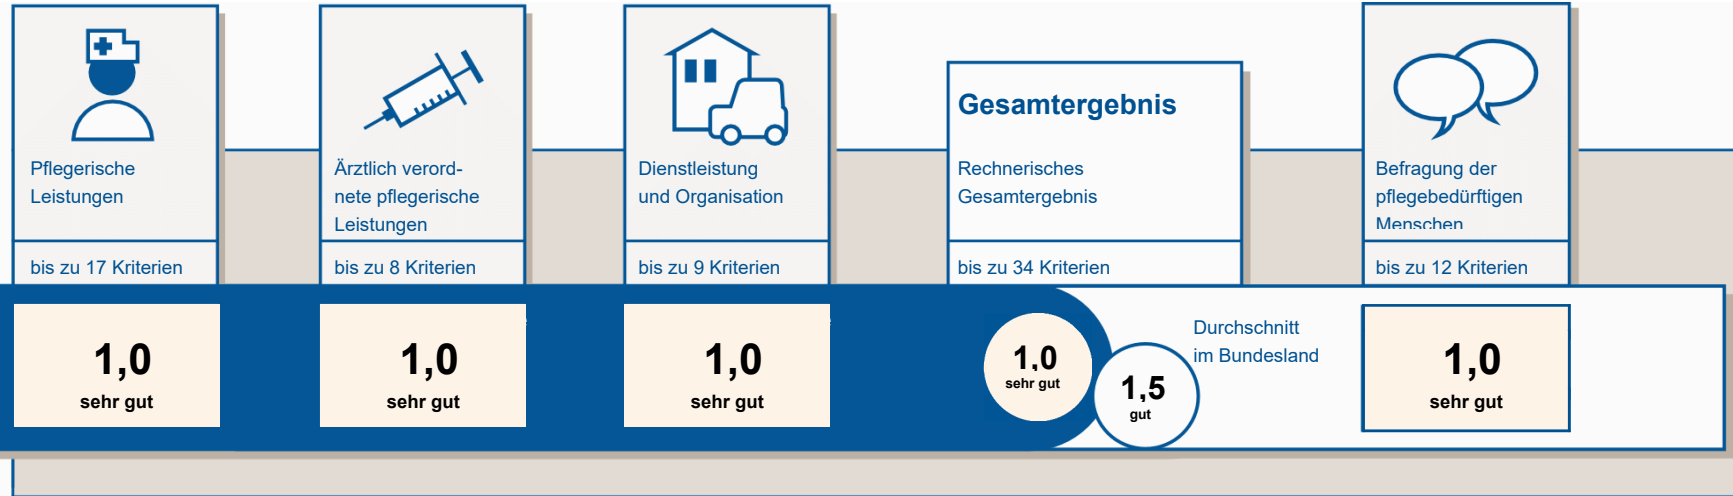 Pflegerische
Leistungen
bis zu 17 Kriterien
1,0
sehr gut
Ärztlich verord-
nete pflegerische
Leistungen
bis zu 8 Kriterien
1,0
sehr gut
Dienstleistung
und Organisation
bis zu 9 Kriterien
1,0
sehr gut
Gesamtergebnis
Rechnerisches
Gesamtergebnis
bis zu 34 Kriterien
1,0
sehr gut
1,5
gut
Durchschnitt
im Bundesland
Befragung der
pflegebedürftigen
Menschen
bis zu 12 Kriterien
1,0
sehr gut